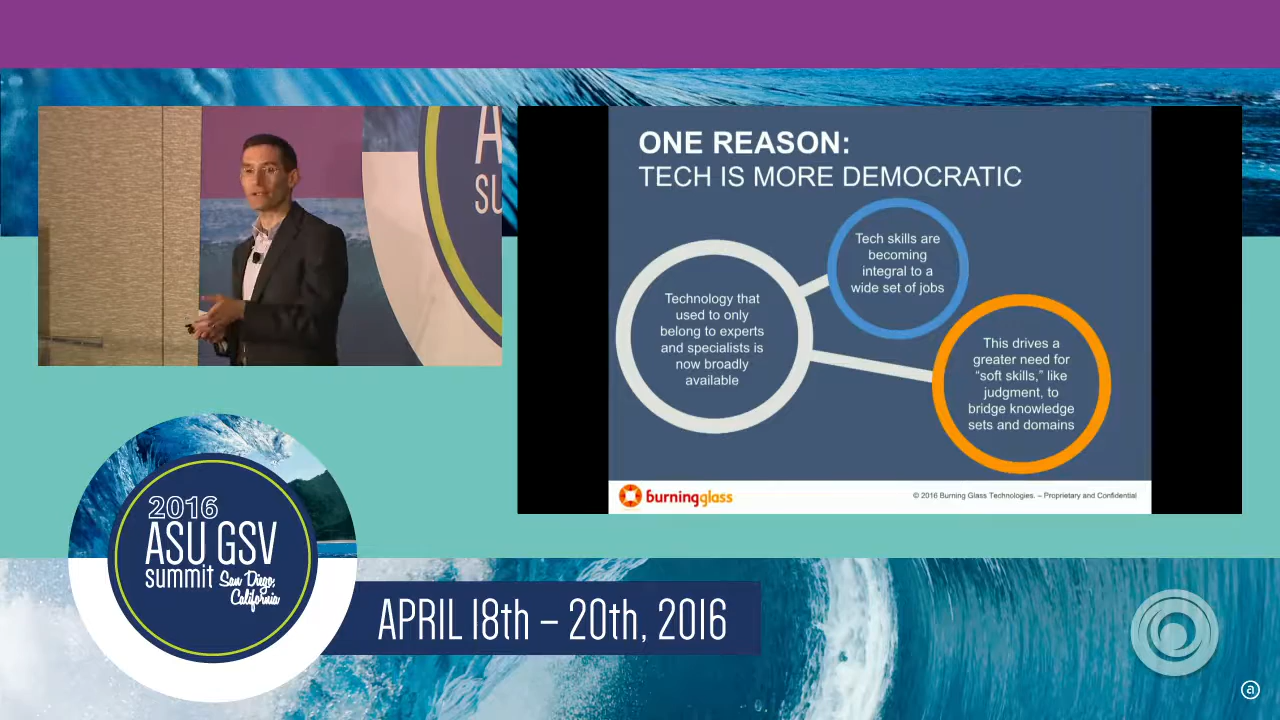 A
SU
ONE REASON:
TECH IS MORE DEMOCRATIC
Technology that
used to only
belong to experts
and specialists is
now broadly
available
Tech skills are
becoming
integral to a
wide set of jobs
This drives a
greater need for
“soft skills,” like
judgment, to
bridge knowledge
sets and domains
burningglass
© 2016 Burning Glass Technologies. – Proprietary and Confidential
2016
ASU GSV
summit San Diego,
California
APRIL 18th – 20th, 2016
a